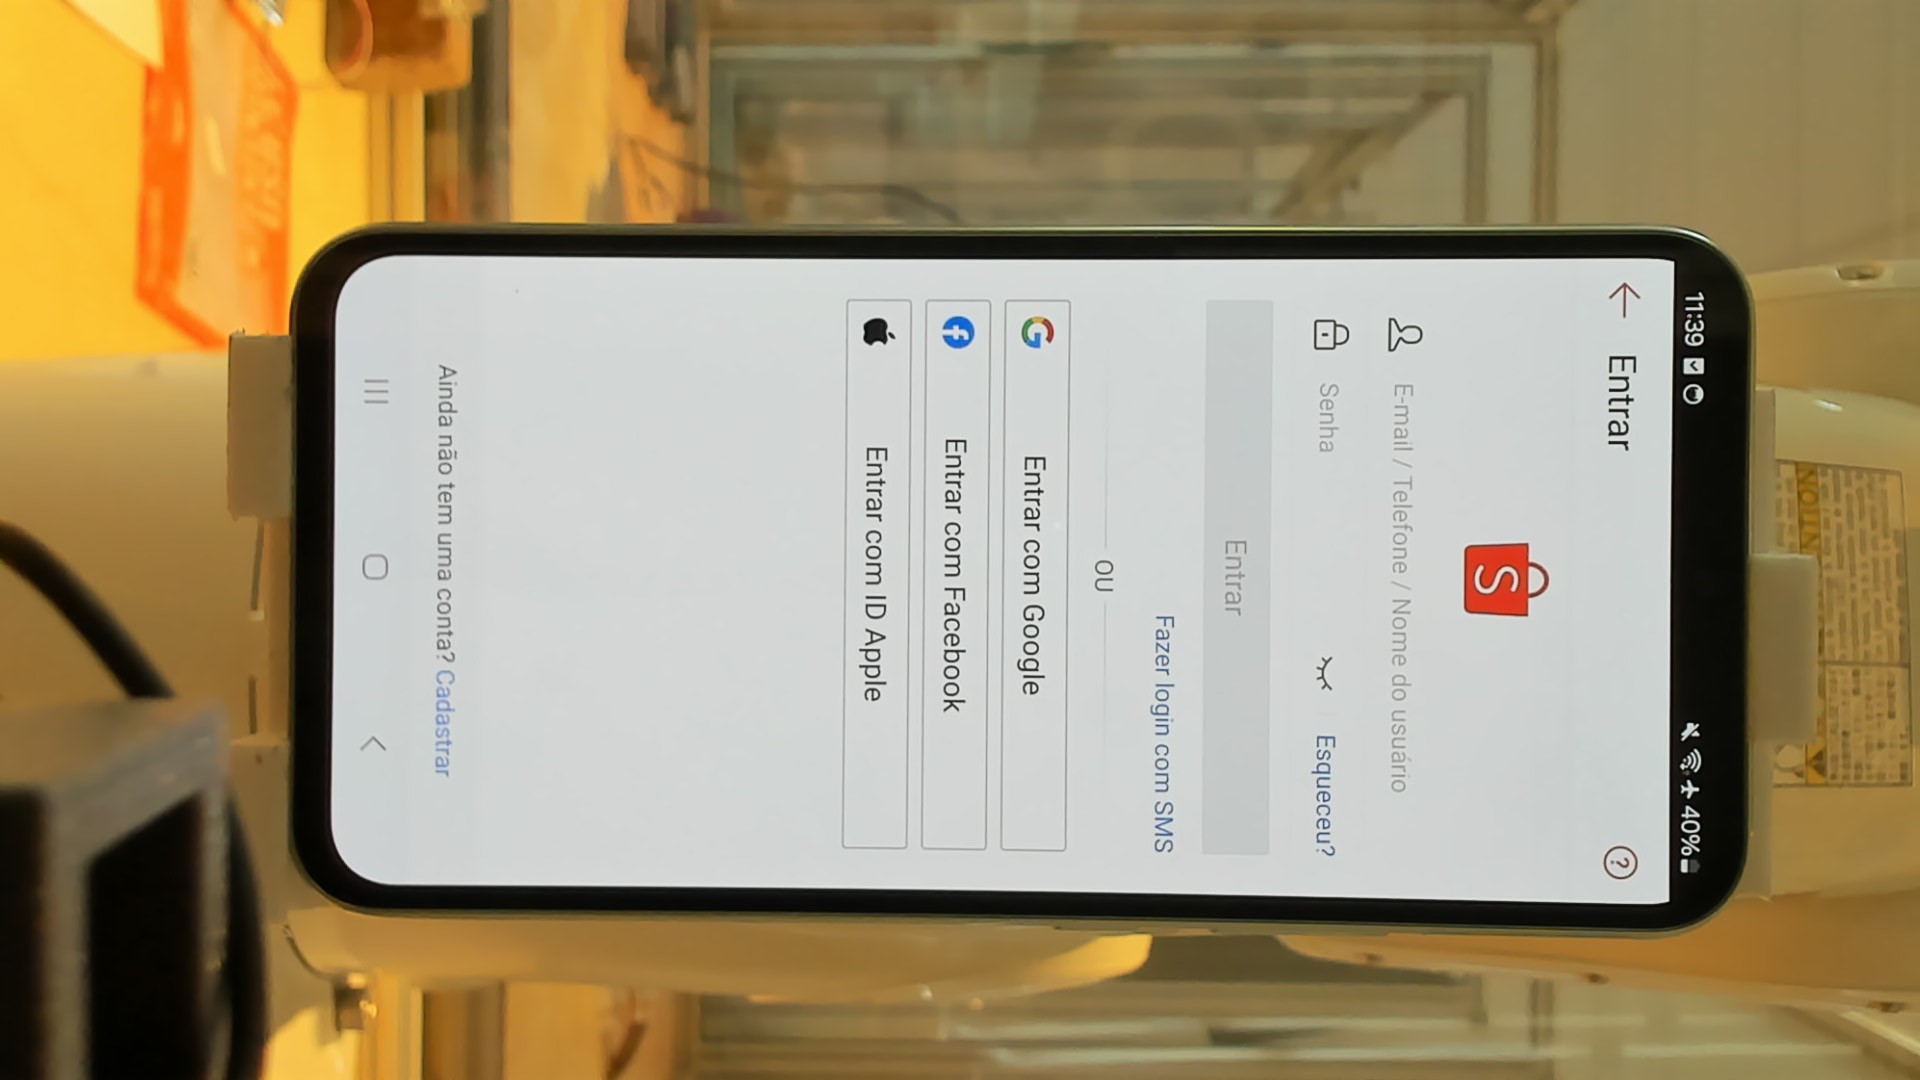 11:39
40%
Entrar
?
S
E-mail / Telefone / Nome do usuário
Senha
Esqueceu?
Entrar
Fazer login com SMS
OU
G Entrar com Google
f Entrar com Facebook
Entrar com ID Apple
Ainda não tem uma conta? Cadastrar